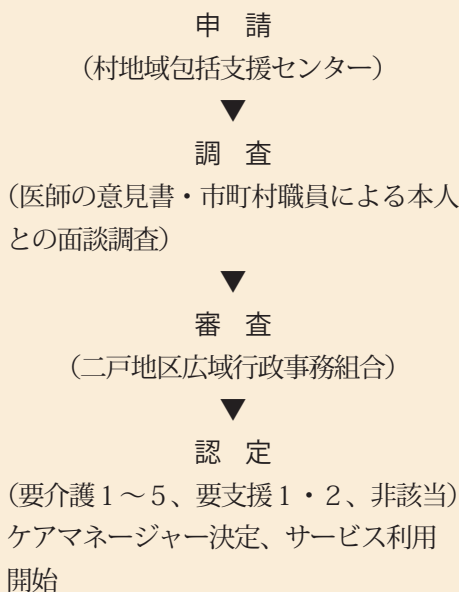 申　請
（村地域包括支援センター）
▼
調　査
（医師の意見書・市町村職員による本人
との面談調査）
▼
審　査
（二戸地区広域行政事務組合）
▼
認　定
（要介護１～５、要支援１・２、非該当）
ケアマネージャー決定、サービス利用
開始